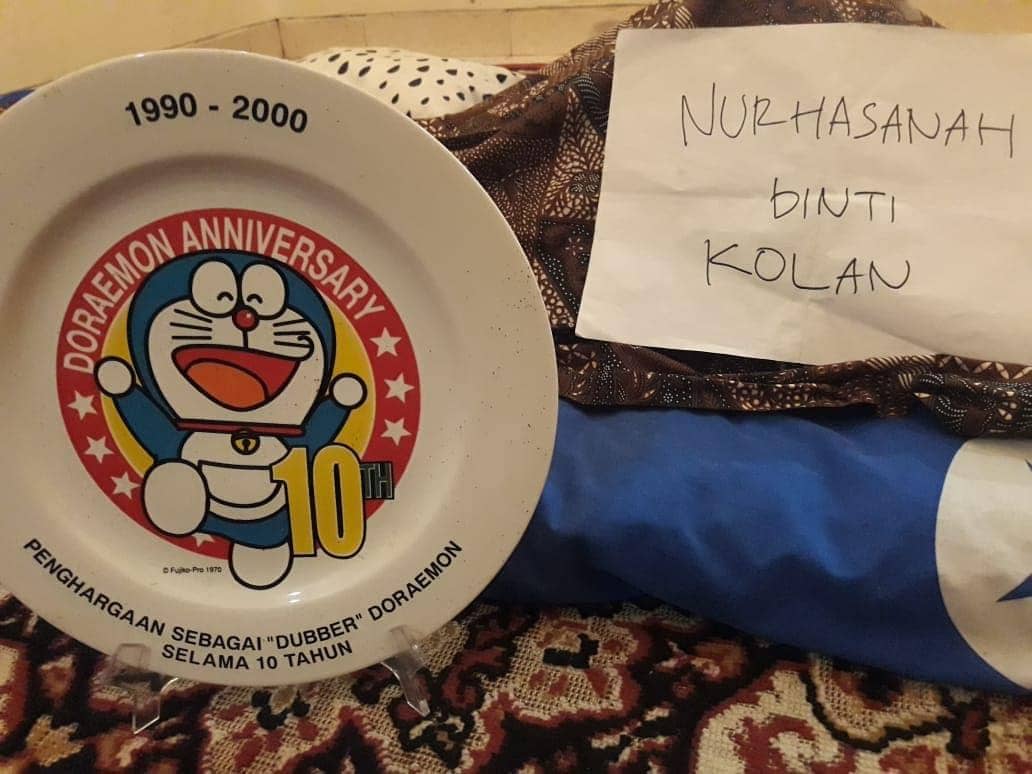 1990 - 2000
DORAEMON ANNIVERSARY
10TH
© Fujiko-Pro 1970
PENGHARGAAN SEBAGAI "DUBBER" DORAEMON
SELAMA 10 TAHUN
NURHASANAH
bINTI
KOLAN